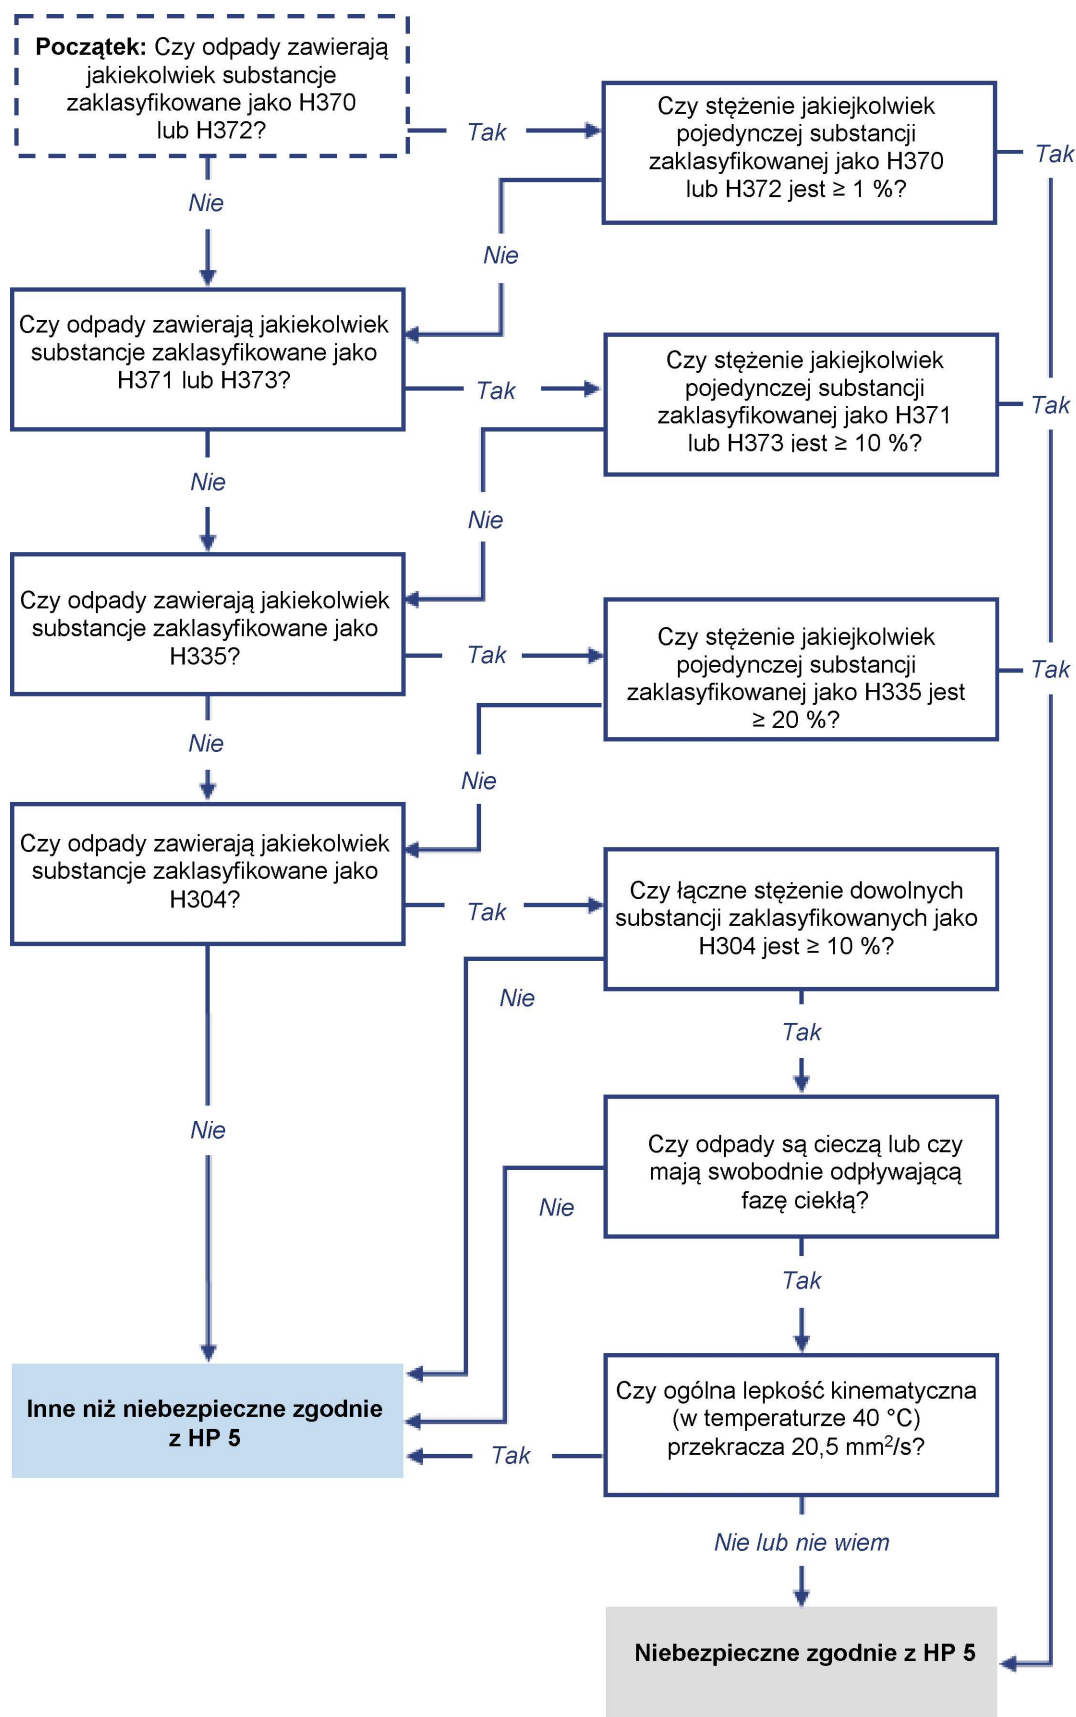 Początek: Czy odpady zawierają
jakiekolwiek substancje
zaklasyfikowane jako H370
lub H372?
Tak
Czy stężenie jakiejkolwiek
pojedynczej substancji
zaklasyfikowanej jako H370
lub H372 jest ≥ 1 %?
Tak
Nie
Nie
Czy odpady zawierają jakiekolwiek
substancje zaklasyfikowane jako
H371 lub H373?
Tak
Czy stężenie jakiejkolwiek
pojedynczej substancji
zaklasyfikowanej jako H371
lub H373 jest ≥ 10 %?
Tak
Nie
Nie
Czy odpady zawierają jakiekolwiek
substancje zaklasyfikowane jako
H335?
Tak
Czy stężenie jakiejkolwiek
pojedynczej substancji
zaklasyfikowanej jako H335 jest
≥ 20 %?
Tak
Nie
Nie
Czy odpady zawierają jakiekolwiek
substancje zaklasyfikowane jako
H304?
Tak
Czy łączne stężenie dowolnych
substancji zaklasyfikowanych jako
H304 jest ≥ 10 %?
Nie
Tak
Nie
Czy odpady są cieczą lub czy
mają swobodnie odpływającą
fazę ciekłą?
Nie
Tak
Inne niż niebezpieczne zgodnie
z HP 5
Czy ogólna lepkość kinematyczna
(w temperaturze 40 °C)
przekracza 20,5 mm²/s?
Tak
Nie lub nie wiem
Niebezpieczne zgodnie z HP 5